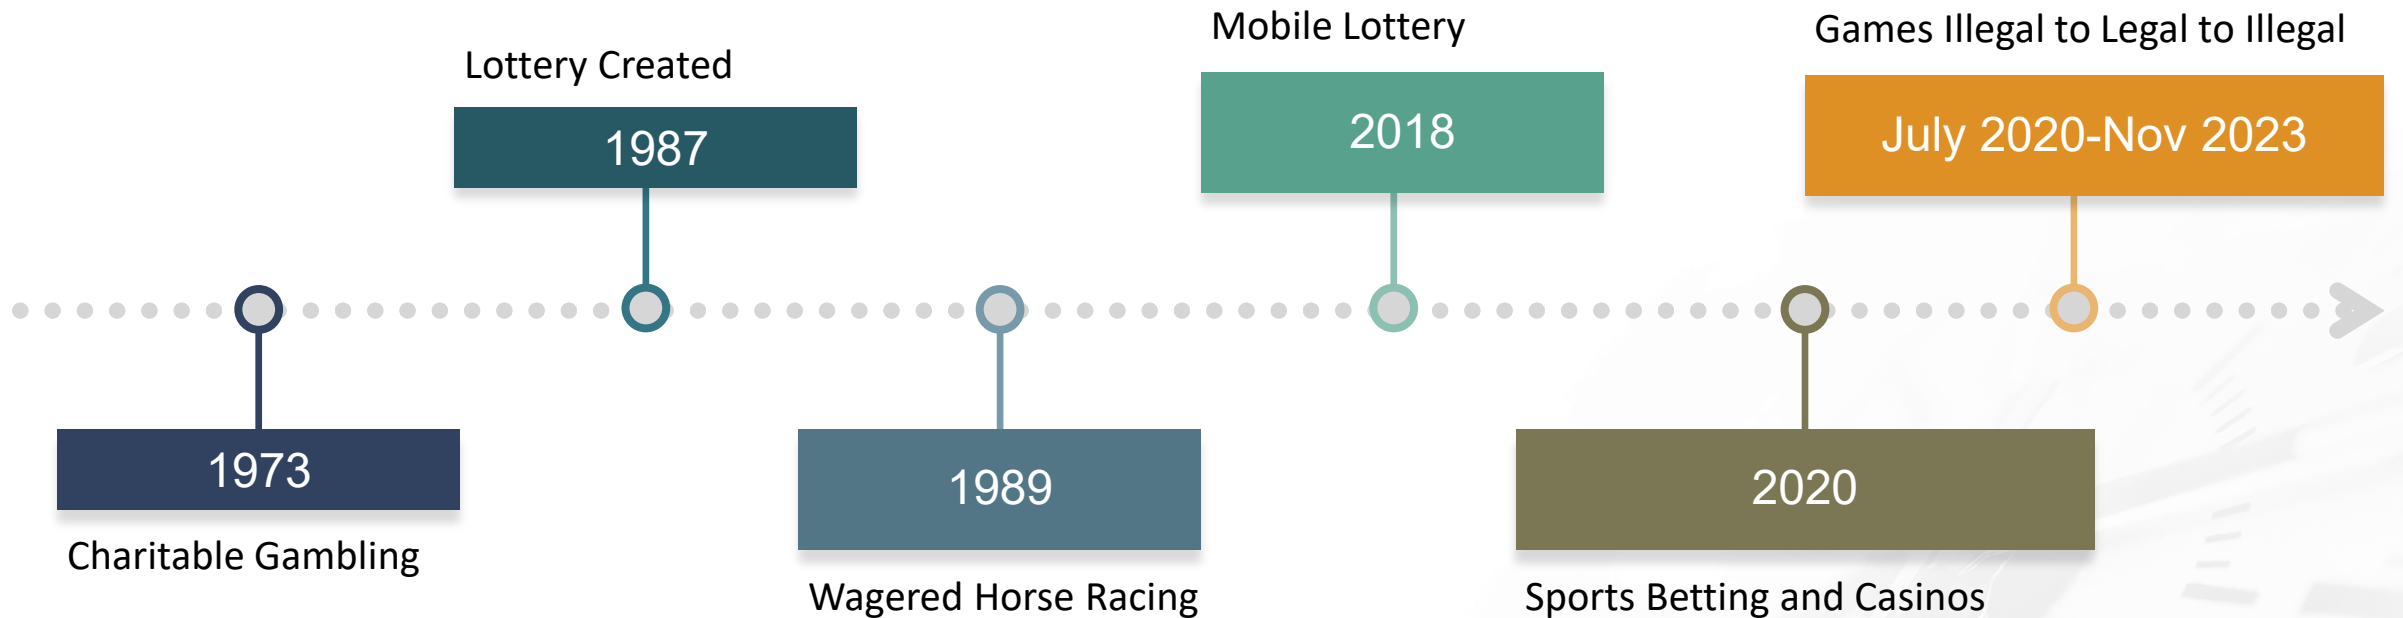 1973
Charitable Gambling
Lottery Created
1987
1989
Wagered Horse Racing
Mobile Lottery
2018
2020
Sports Betting and Casinos
Games Illegal to Legal to Illegal
July 2020-Nov 2023